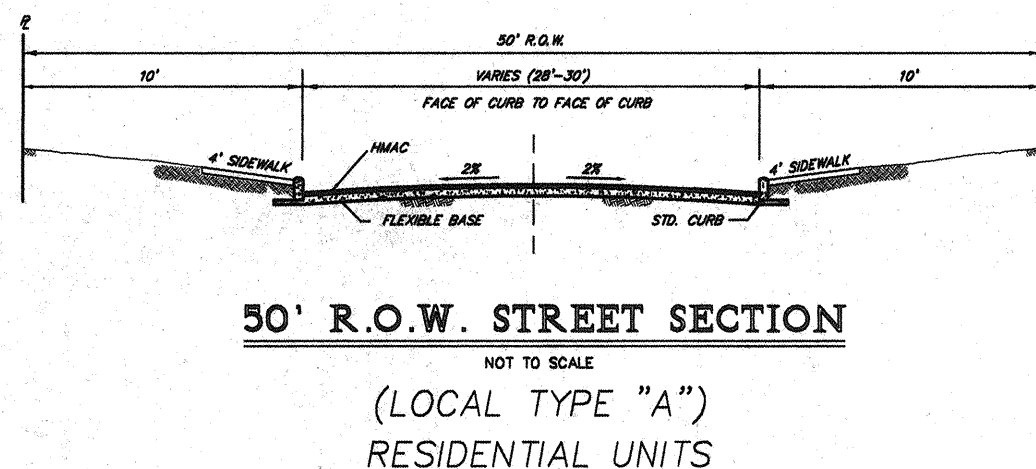 ℞
50' R.O.W.
10'
VARIES (28'-30')
10'
FACE OF CURB TO FACE OF CURB
4' SIDEWALK
HMAC
2%
2%
4' SIDEWALK
FLEXIBLE BASE
STD. CURB
50' R.O.W. STREET SECTION
NOT TO SCALE
(LOCAL TYPE "A")
RESIDENTIAL UNITS